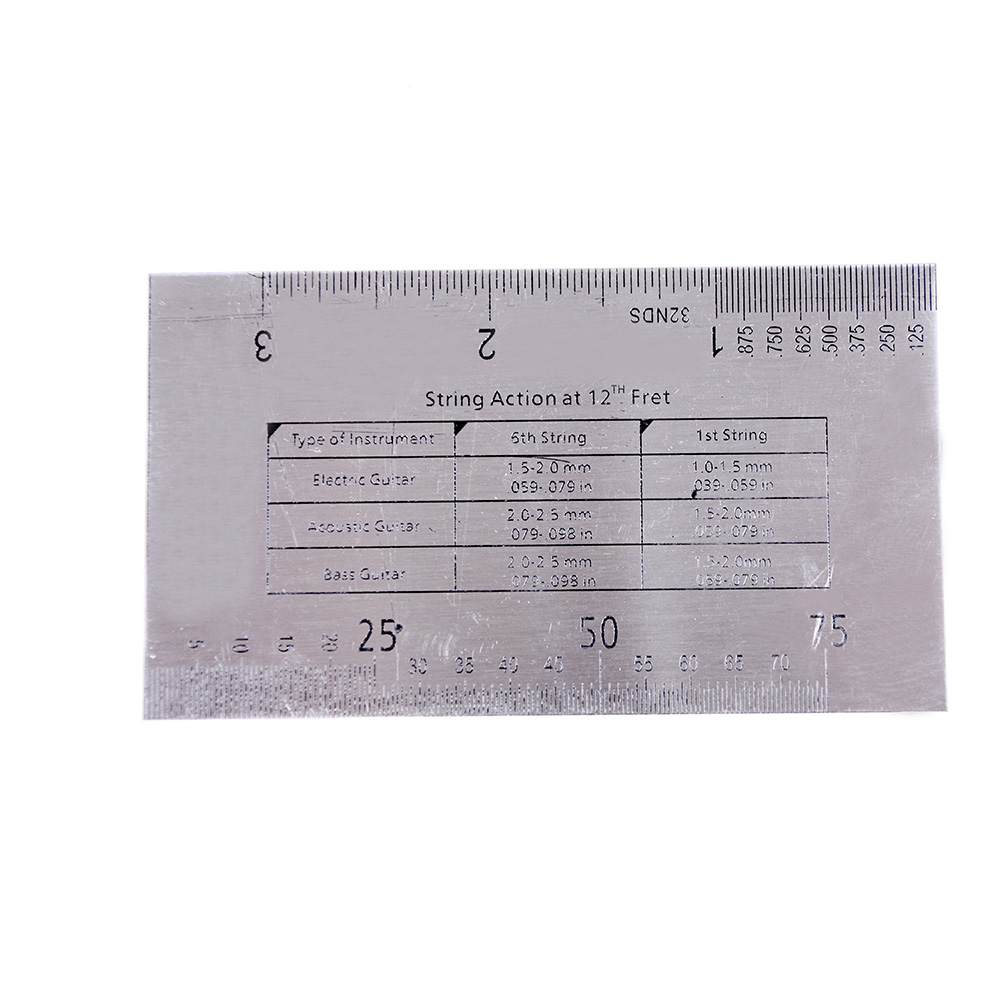 32NDS
3 2 1 .875 .750 .625 .500 .375 .250 .125
String Action at 12TH Fret
Type of Instrument 6th String 1st String
Electric Guitar 1.5-2.0 mm 1.0-1.5 mm
.059-.079 in .039-.059 in
Acoustic Guitar 2.0-2.5 mm 1.5-2.0mm
.079-.098 in .059-.079 in
Bass Guitar 2.0-2.5 mm 1.5-2.0mm
.079-.098 in .059-.079 in
5 10 15 20 25 50 75
30 35 40 45 55 60 65 70